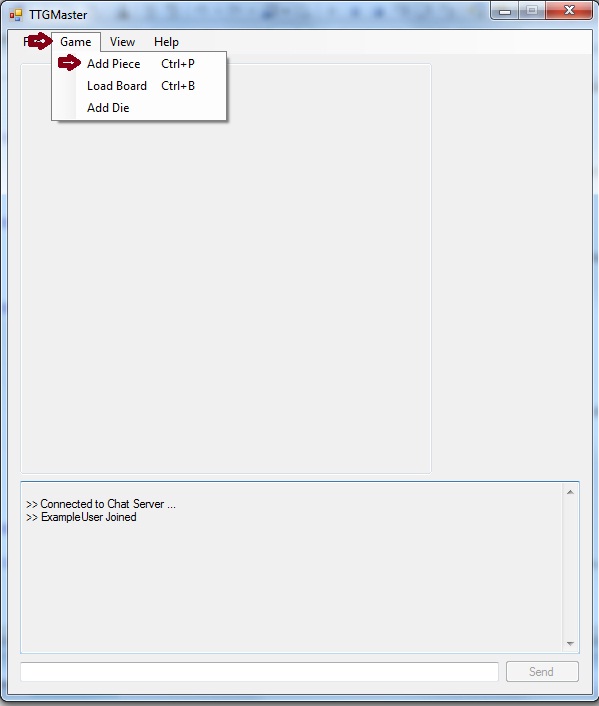 TTGMaster
Game View Help
Add Piece Ctrl+P
Load Board Ctrl+B
Add Die
>> Connected to Chat Server ...
>> ExampleUser Joined
Send